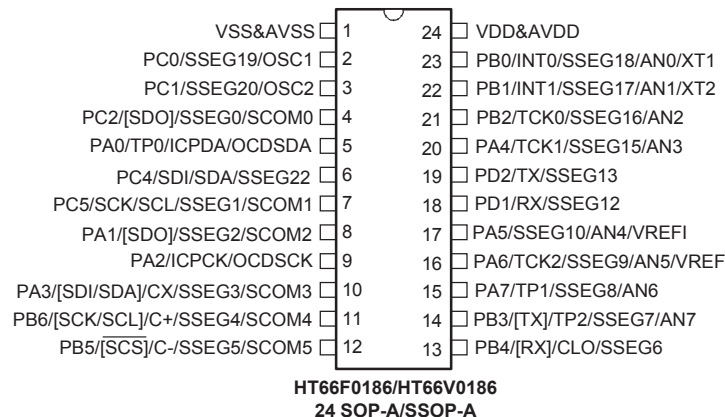 VSS&AVSS 1 24 VDD&AVDD
PC0/SSEG19/OSC1 2 23 PB0/INT0/SSEG18/AN0/XT1
PC1/SSEG20/OSC2 3 22 PB1/INT1/SSEG17/AN1/XT2
PC2/[SDO]/SSEG0/SCOM0 4 21 PB2/TCK0/SSEG16/AN2
PA0/TP0/ICPDA/OCDSDA 5 20 PA4/TCK1/SSEG15/AN3
PC4/SDI/SDA/SSEG22 6 19 PD2/TX/SSEG13
PC5/SCK/SCL/SSEG1/SCOM1 7 18 PD1/RX/SSEG12
PA1/[SDO]/SSEG2/SCOM2 8 17 PA5/SSEG10/AN4/VREFI
PA2/ICPCK/OCDSCK 9 16 PA6/TCK2/SSEG9/AN5/VREF
PA3/[SDI/SDA]/CX/SSEG3/SCOM3 10 15 PA7/TP1/SSEG8/AN6
PB6/[SCK/SCL]/C+/SSEG4/SCOM4 11 14 PB3/[TX]/TP2/SSEG7/AN7
PB5/[SCS]/C-/SSEG5/SCOM5 12 13 PB4/[RX]/CLO/SSEG6
HT66F0186/HT66V0186
24 SOP-A/SSOP-A